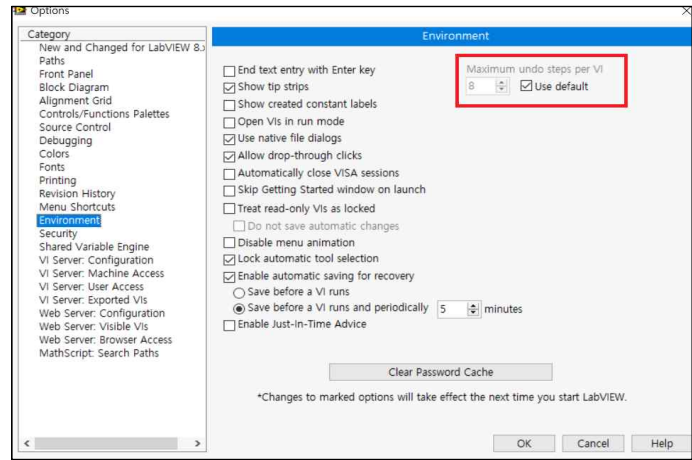 Options
Category
New and Changed for LabVIEW 8.
Paths
Front Panel
Block Diagram
Alignment Grid
Controls/Functions Palettes
Source Control
Debugging
Colors
Fonts
Printing
Revision History
Menu Shortcuts
Environment
Security
Shared Variable Engine
VI Server: Configuration
VI Server: Machine Access
VI Server: User Access
VI Server: Exported VIs
Web Server: Configuration
Web Server: Visible VIs
Web Server: Browser Access
MathScript: Search Paths
Environment
End text entry with Enter key
Show tip strips
Show created constant labels
Open VIs in run mode
Use native file dialogs
Allow drop-through clicks
Automatically close VISA sessions
Skip Getting Started window on launch
Treat read-only VIs as locked
Do not save automatic changes
Disable menu animation
Lock automatic tool selection
Enable automatic saving for recovery
Save before a VI runs
Save before a VI runs and periodically 5 minutes
Enable Just-In-Time Advice
Maximum undo steps per VI
8 Use default
Clear Password Cache
*Changes to marked options will take effect the next time you start LabVIEW.
OK Cancel Help